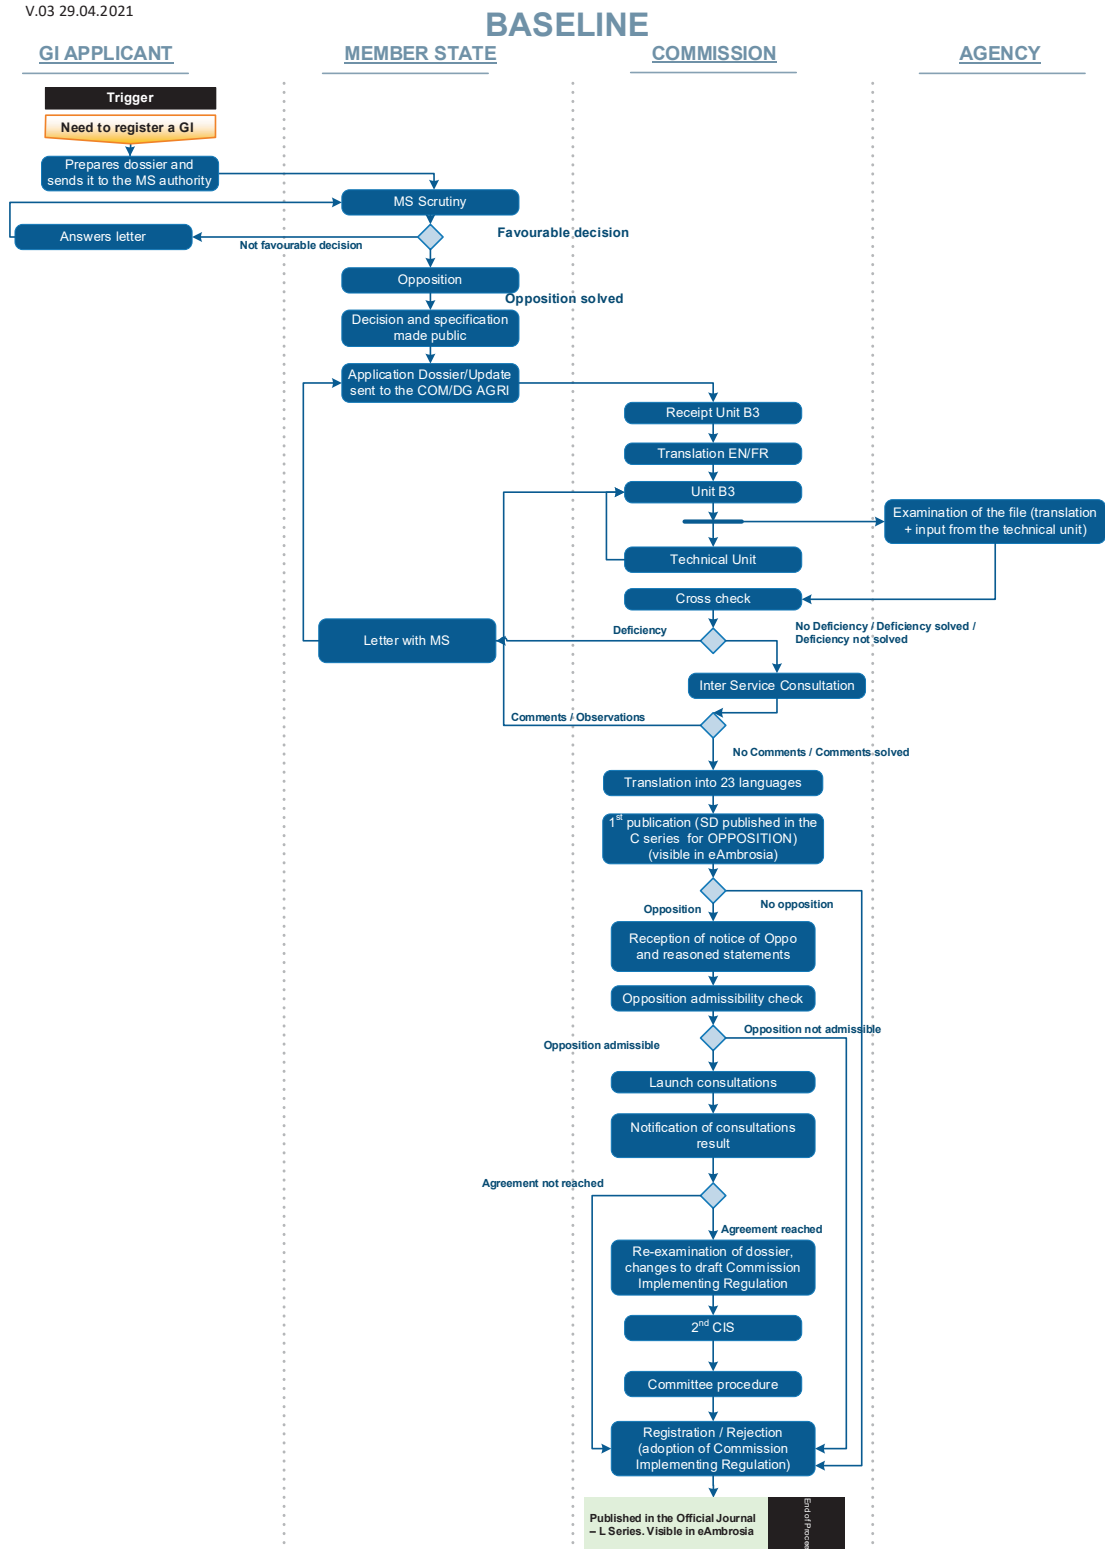 V.03 29.04.2021
BASELINE
GI APPLICANT
MEMBER STATE
COMMISSION
AGENCY
Trigger
Need to register a GI
Prepares dossier and
sends it to the MS authority
MS Scrutiny
Answers letter
Not favourable decision
Favourable decision
Opposition
Opposition solved
Decision and specification
made public
Application Dossier/Update
sent to the COM/DG AGRI
Receipt Unit B3
Translation EN/FR
Unit B3
Examination of the file (translation
+ input from the technical unit)
Technical Unit
Cross check
Deficiency
No Deficiency / Deficiency solved /
Deficiency not solved
Letter with MS
Inter Service Consultation
Comments / Observations
No Comments / Comments solved
Translation into 23 languages
1st publication (SD published in the
C series for OPPOSITION)
(visible in eAmbrosia)
Opposition
No opposition
Reception of notice of Oppo
and reasoned statements
Opposition admissibility check
Opposition admissible
Opposition not admissible
Launch consultations
Notification of consultations
result
Agreement not reached
Agreement reached
Re-examination of dossier,
changes to draft Commission
Implementing Regulation
2nd CIS
Committee procedure
Registration / Rejection
(adoption of Commission
Implementing Regulation)
Published in the Official Journal
– L Series. Visible in eAmbrosia
End of